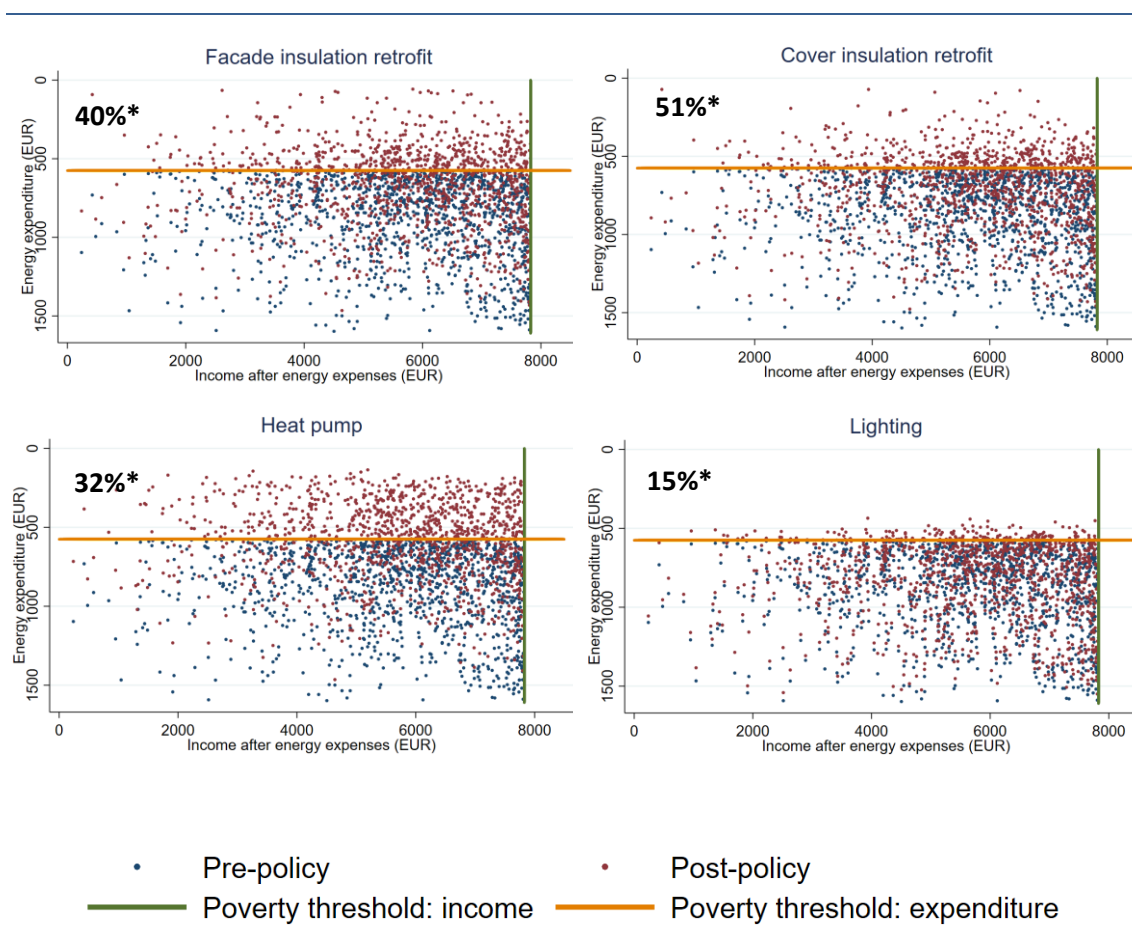 Facade insulation retrofit
40%*
Energy expenditure (EUR)
0
500
1000
1500
0 2000 4000 6000 8000
Income after energy expenses (EUR)
Cover insulation retrofit
51%*
Energy expenditure (EUR)
0
500
1000
1500
0 2000 4000 6000 8000
Income after energy expenses (EUR)
Heat pump
32%*
Energy expenditure (EUR)
0
500
1000
1500
0 2000 4000 6000 8000
Income after energy expenses (EUR)
Lighting
15%*
Energy expenditure (EUR)
0
500
1000
1500
0 2000 4000 6000 8000
Income after energy expenses (EUR)
Pre-policy Post-policy
Poverty threshold: income Poverty threshold: expenditure